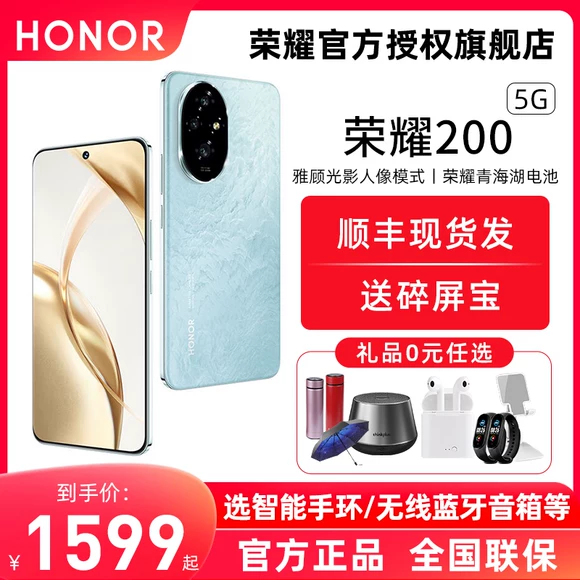 HONOR
荣耀官方授权旗舰店
5G
荣耀200
雅顾光影人像模式丨荣耀青海湖电池
顺丰现货发
送碎屏宝
礼品0元任选
HONOR
到手价:
¥1599起
选智能手环/无线蓝牙音箱等
官方正品 全国联保